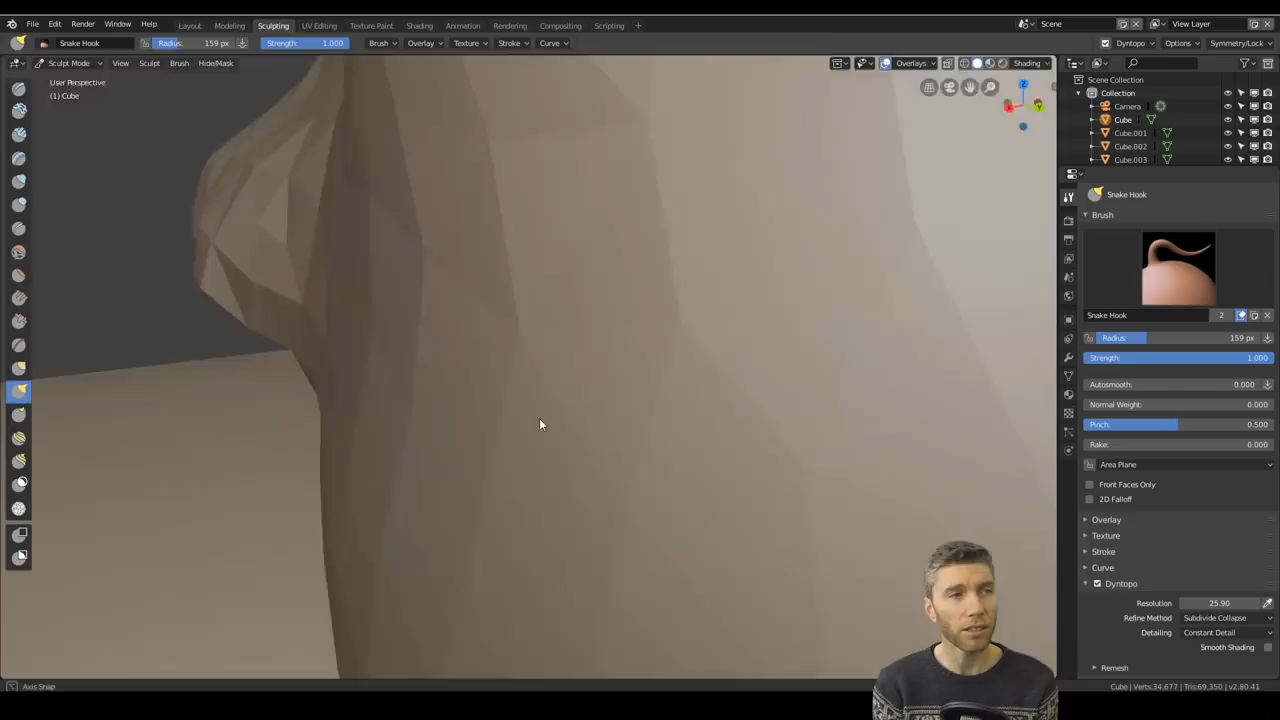 File Edit Render Window Help Layout Modeling Sculpting UV Editing Texture Paint Shading Animation Rendering Compositing Scripting + Scene View Layer
Snake Hook Radius: 159 px Strength: 1.000 Brush Overlay Texture Stroke Curve Dyntopo Options Symmetry/Lock
Sculpt Mode View Sculpt Brush Hide/Mask Overlays Shading
User Perspective
(1) Cube
Scene Collection
Collection
Camera
Cube
Cube.001
Cube.002
Cube.003
Snake Hook
Brush
Snake Hook 2
Radius: 159 px
Strength: 1.000
Autosmooth: 0.000
Normal Weight: 0.000
Pinch: 0.500
Rake: 0.000
Area Plane
Front Faces Only
2D Falloff
Overlay
Texture
Stroke
Curve
Dyntopo
Resolution 25.90
Refine Method Subdivide Collapse
Detailing Constant Detail
Smooth Shading
Remesh
Axis Snap Cube | Verts:34,677 | Tris:69,350 | v2.80.41